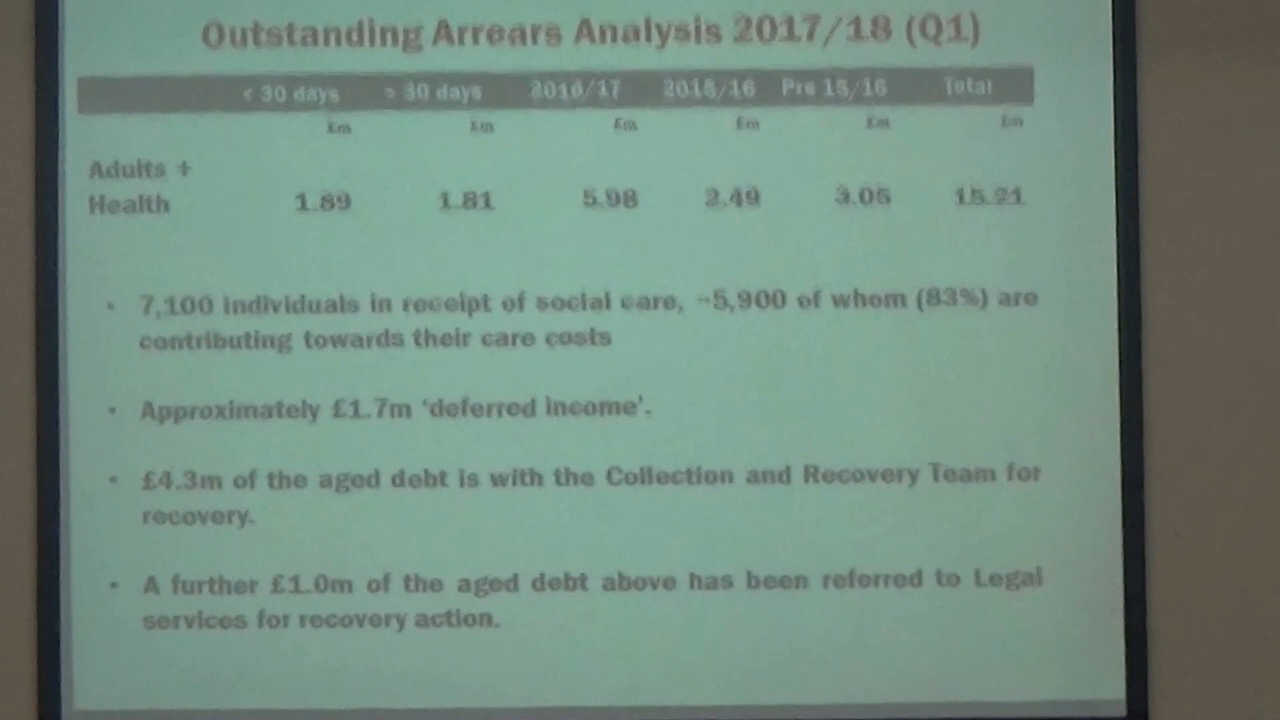 Outstanding Arrears Analysis 2017/18 (Q1)
< 30 days > 30 days 2016/17 2015/16 Pre 15/16 Total
£m £m £m £m £m £m
Adults +
Health 1.89 1.81 5.98 2.49 3.05
• 7,100 individuals in receipt of social care, ~5,900 of whom (83%) are
contributing towards their care costs
• Approximately £1.7m ‘deferred income’.
• £4.3m of the aged debt is with the Collection and Recovery Team for
recovery.
• A further £1.0m of the aged debt above has been referred to Legal
services for recovery action.